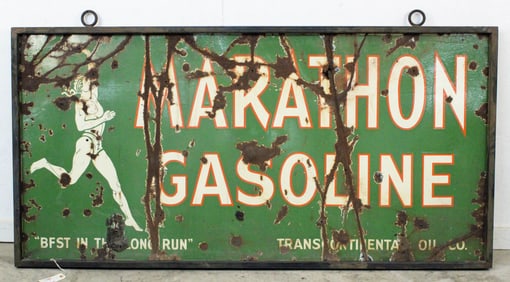 MARATHON
GASOLINE
"BEST IN THE LONG RUN" TRANSCONTINENTAL OIL CO.